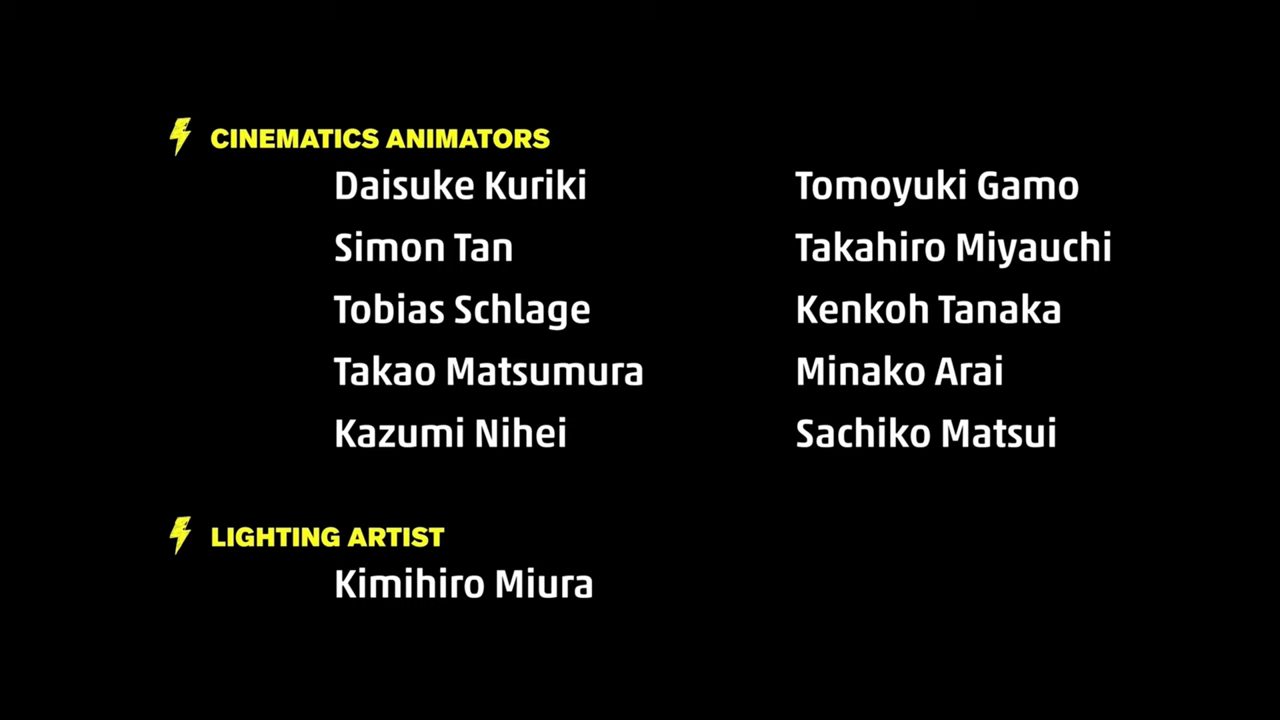 CINEMATICS ANIMATORS
Daisuke Kuriki Tomoyuki Gamo
Simon Tan Takahiro Miyauchi
Tobias Schlage Kenkoh Tanaka
Takao Matsumura Minako Arai
Kazumi Nihei Sachiko Matsui
LIGHTING ARTIST
Kimihiro Miura